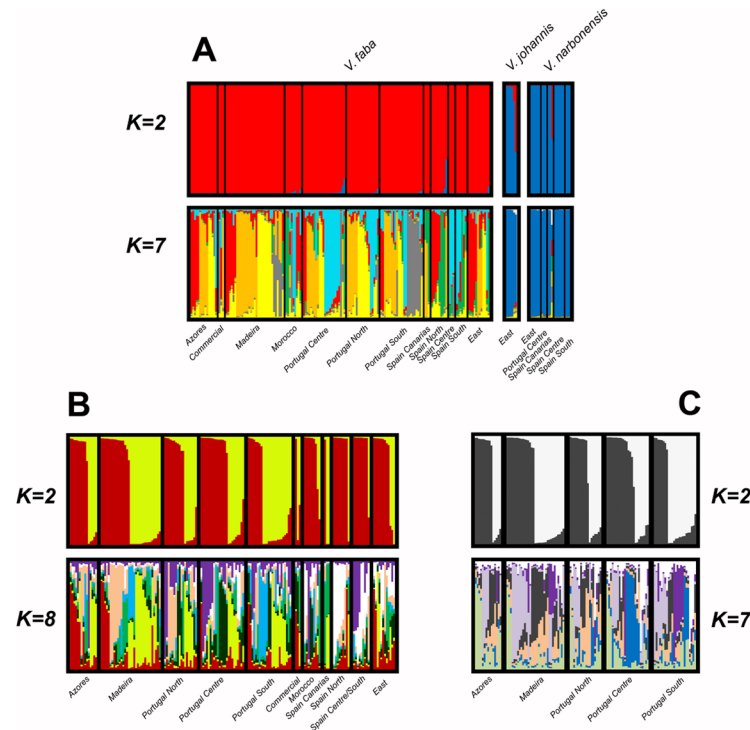 A
V. faba
V. johannis
V. narbonensis
K=2
K=7
Azores
Commercial
Madeira
Morocco
Portugal Centre
Portugal North
Portugal South
Spain Canarias
Spain North
Spain Centre
Spain South
East
East
East
Portugal Centre
Spain Canarias
Spain Centre
Spain South
B
K=2
K=8
Azores
Madeira
Portugal North
Portugal Centre
Portugal South
Commercial
Morocco
Spain Canarias
Spain North
Spain Centre/South
East
C
K=2
K=7
Azores
Madeira
Portugal North
Portugal Centre
Portugal South